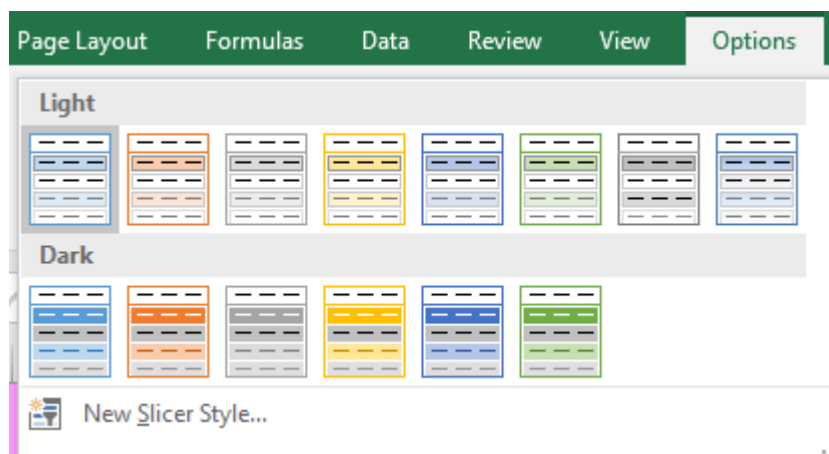 Page Layout Formulas Data Review View Options
Light
Dark
New Slicer Style...